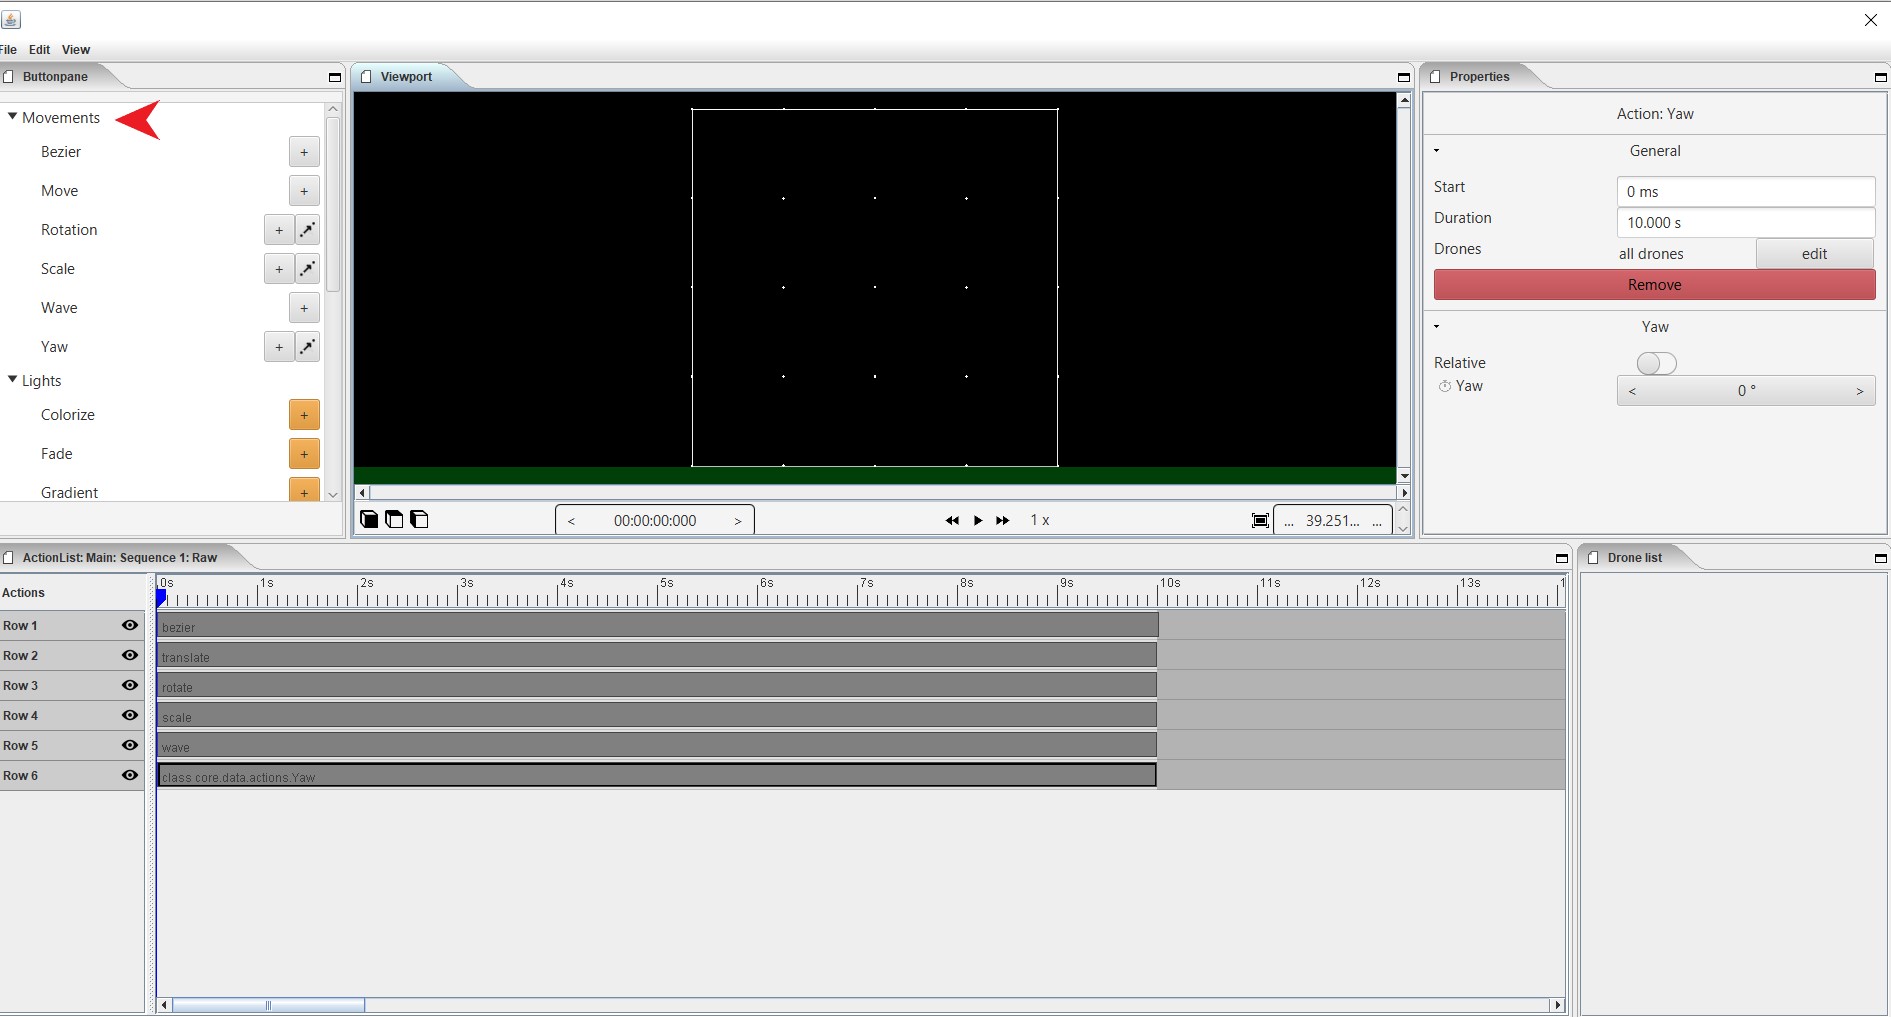 File Edit View
Buttonpane
Movements
Bezier +
Move +
Rotation +
Scale +
Wave +
Yaw +
Lights
Colorize +
Fade +
Gradient +
Viewport
< 00:00:00:000 >
1 x
... 39.251... ...
Properties
Action: Yaw
General
Start 0 ms
Duration 10.000 s
Drones all drones edit
Remove
Yaw
Relative
Yaw < 0 ° >
ActionList: Main: Sequence 1: Raw
Actions 0s 1s 2s 3s 4s 5s 6s 7s 8s 9s 10s 11s 12s 13s 1
Row 1 bezier
Row 2 translate
Row 3 rotate
Row 4 scale
Row 5 wave
Row 6 class core.data.actions.Yaw
Drone list